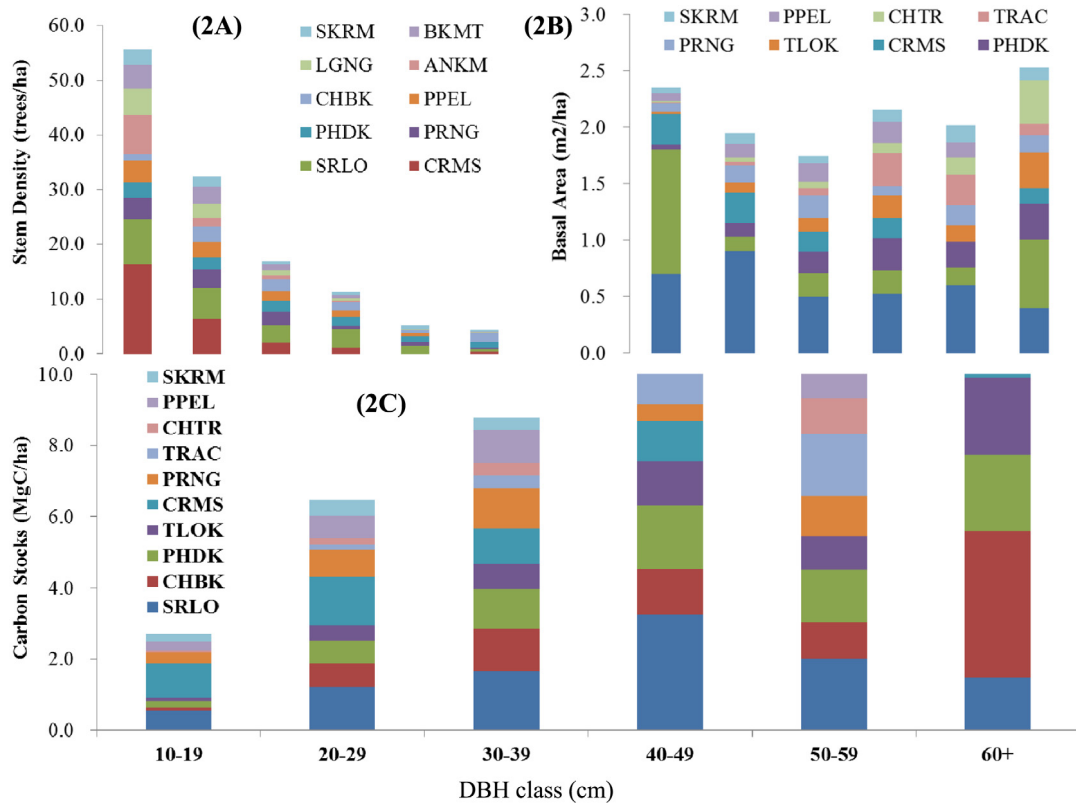 (2A)
Stem Density (trees/ha)
60.0
50.0
40.0
30.0
20.0
10.0
0.0
SKRM BKMT
LGNG ANKM
CHBK PPEL
PHDK PRNG
SRLO CRMS
(2B)
Basal Area (m2/ha)
3.0
2.5
2.0
1.5
1.0
0.5
0.0
SKRM PPEL CHTR TRAC
PRNG TLOK CRMS PHDK
(2C)
Carbon Stocks (MgC/ha)
10.0
8.0
6.0
4.0
2.0
0.0
SKRM
PPEL
CHTR
TRAC
PRNG
CRMS
TLOK
PHDK
CHBK
SRLO
10-19 20-29 30-39 40-49 50-59 60+
DBH class (cm)